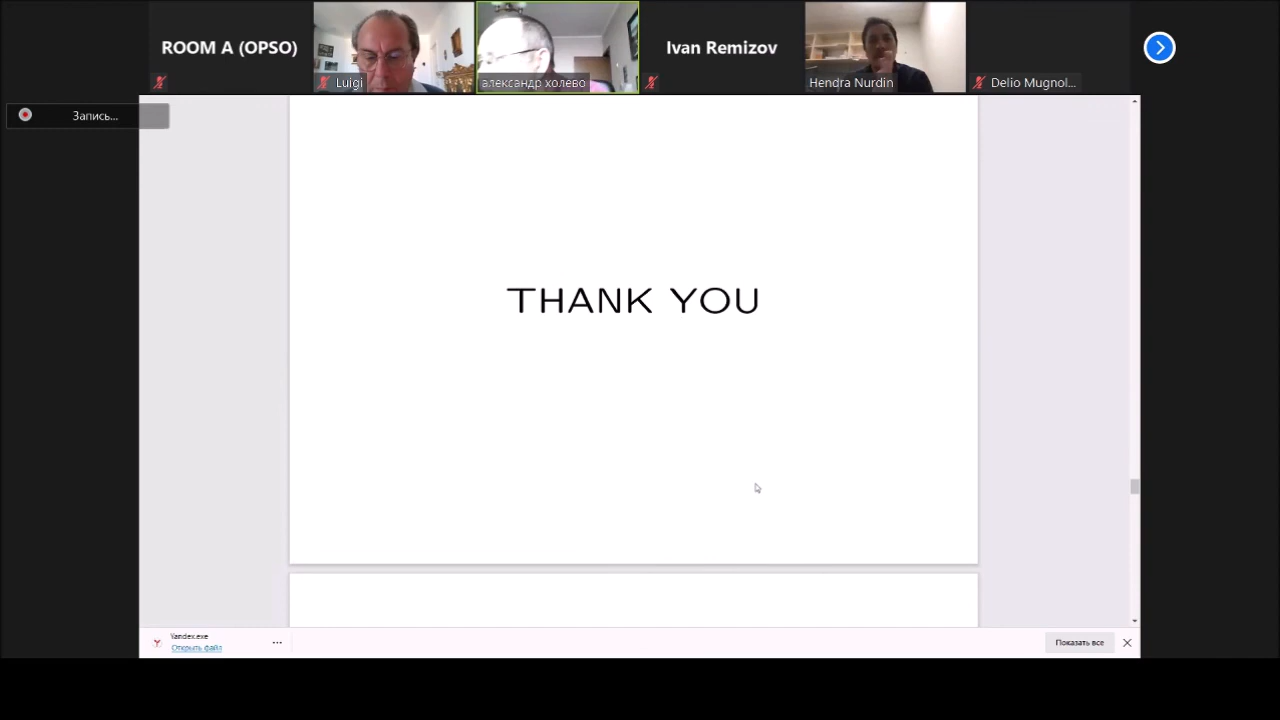 ROOM A (OPSO)
Luigi
александр холево
Ivan Remizov
Hendra Nurdin
Delio Mugnol...
Запись...
THANK YOU
Yandex.exe
Открыть файл
...
Показать все